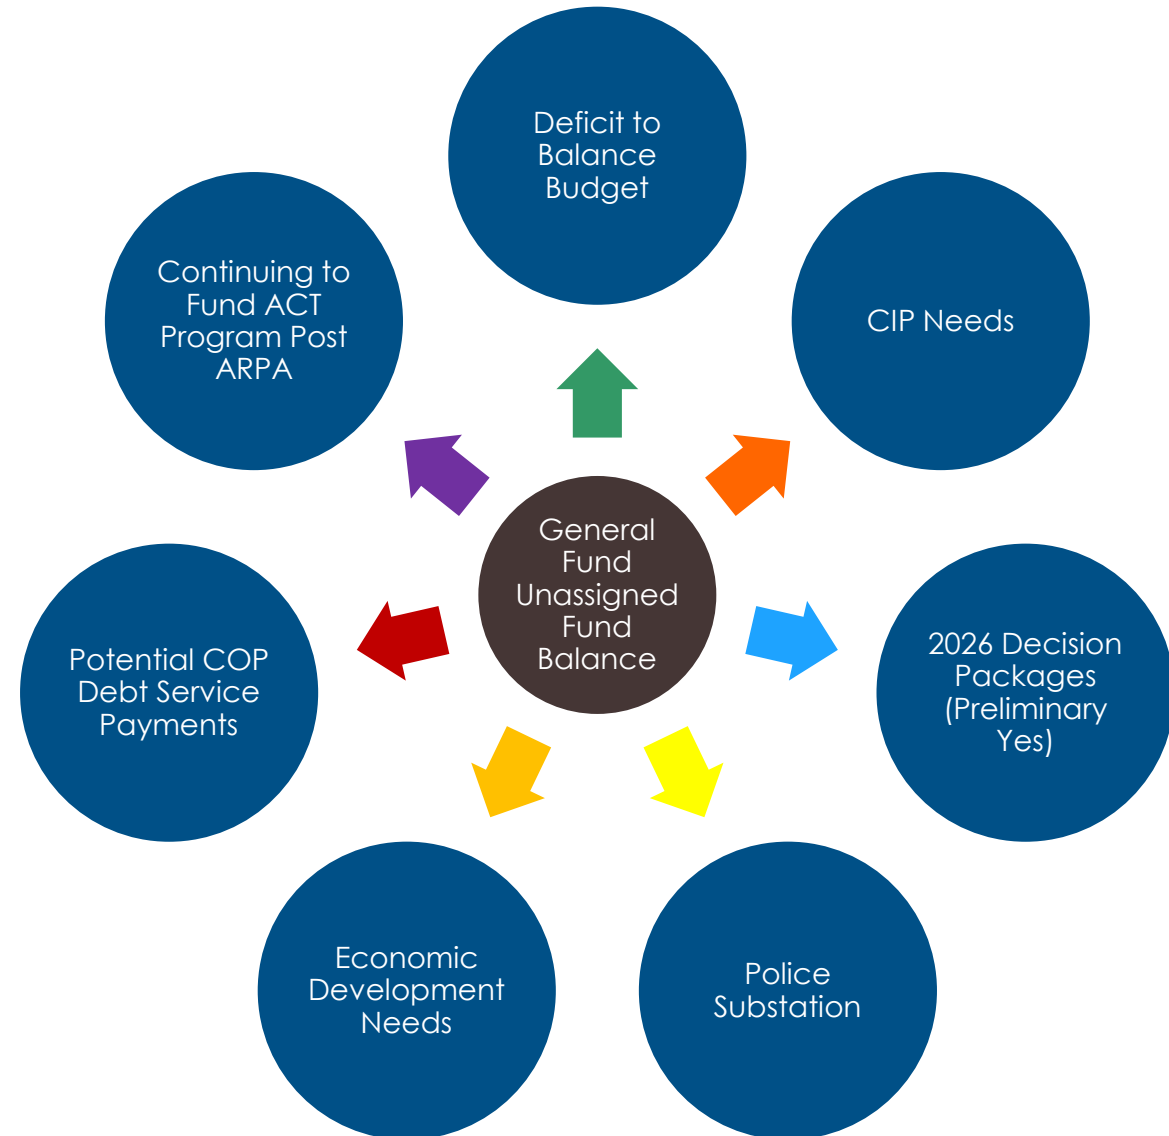 Deficit to
Balance
Budget
Continuing to
Fund ACT
Program Post
ARPA
CIP Needs
General
Fund
Unassigned
Fund
Balance
Potential COP
Debt Service
Payments
2026 Decision
Packages
(Preliminary
Yes)
Economic
Development
Needs
Police
Substation